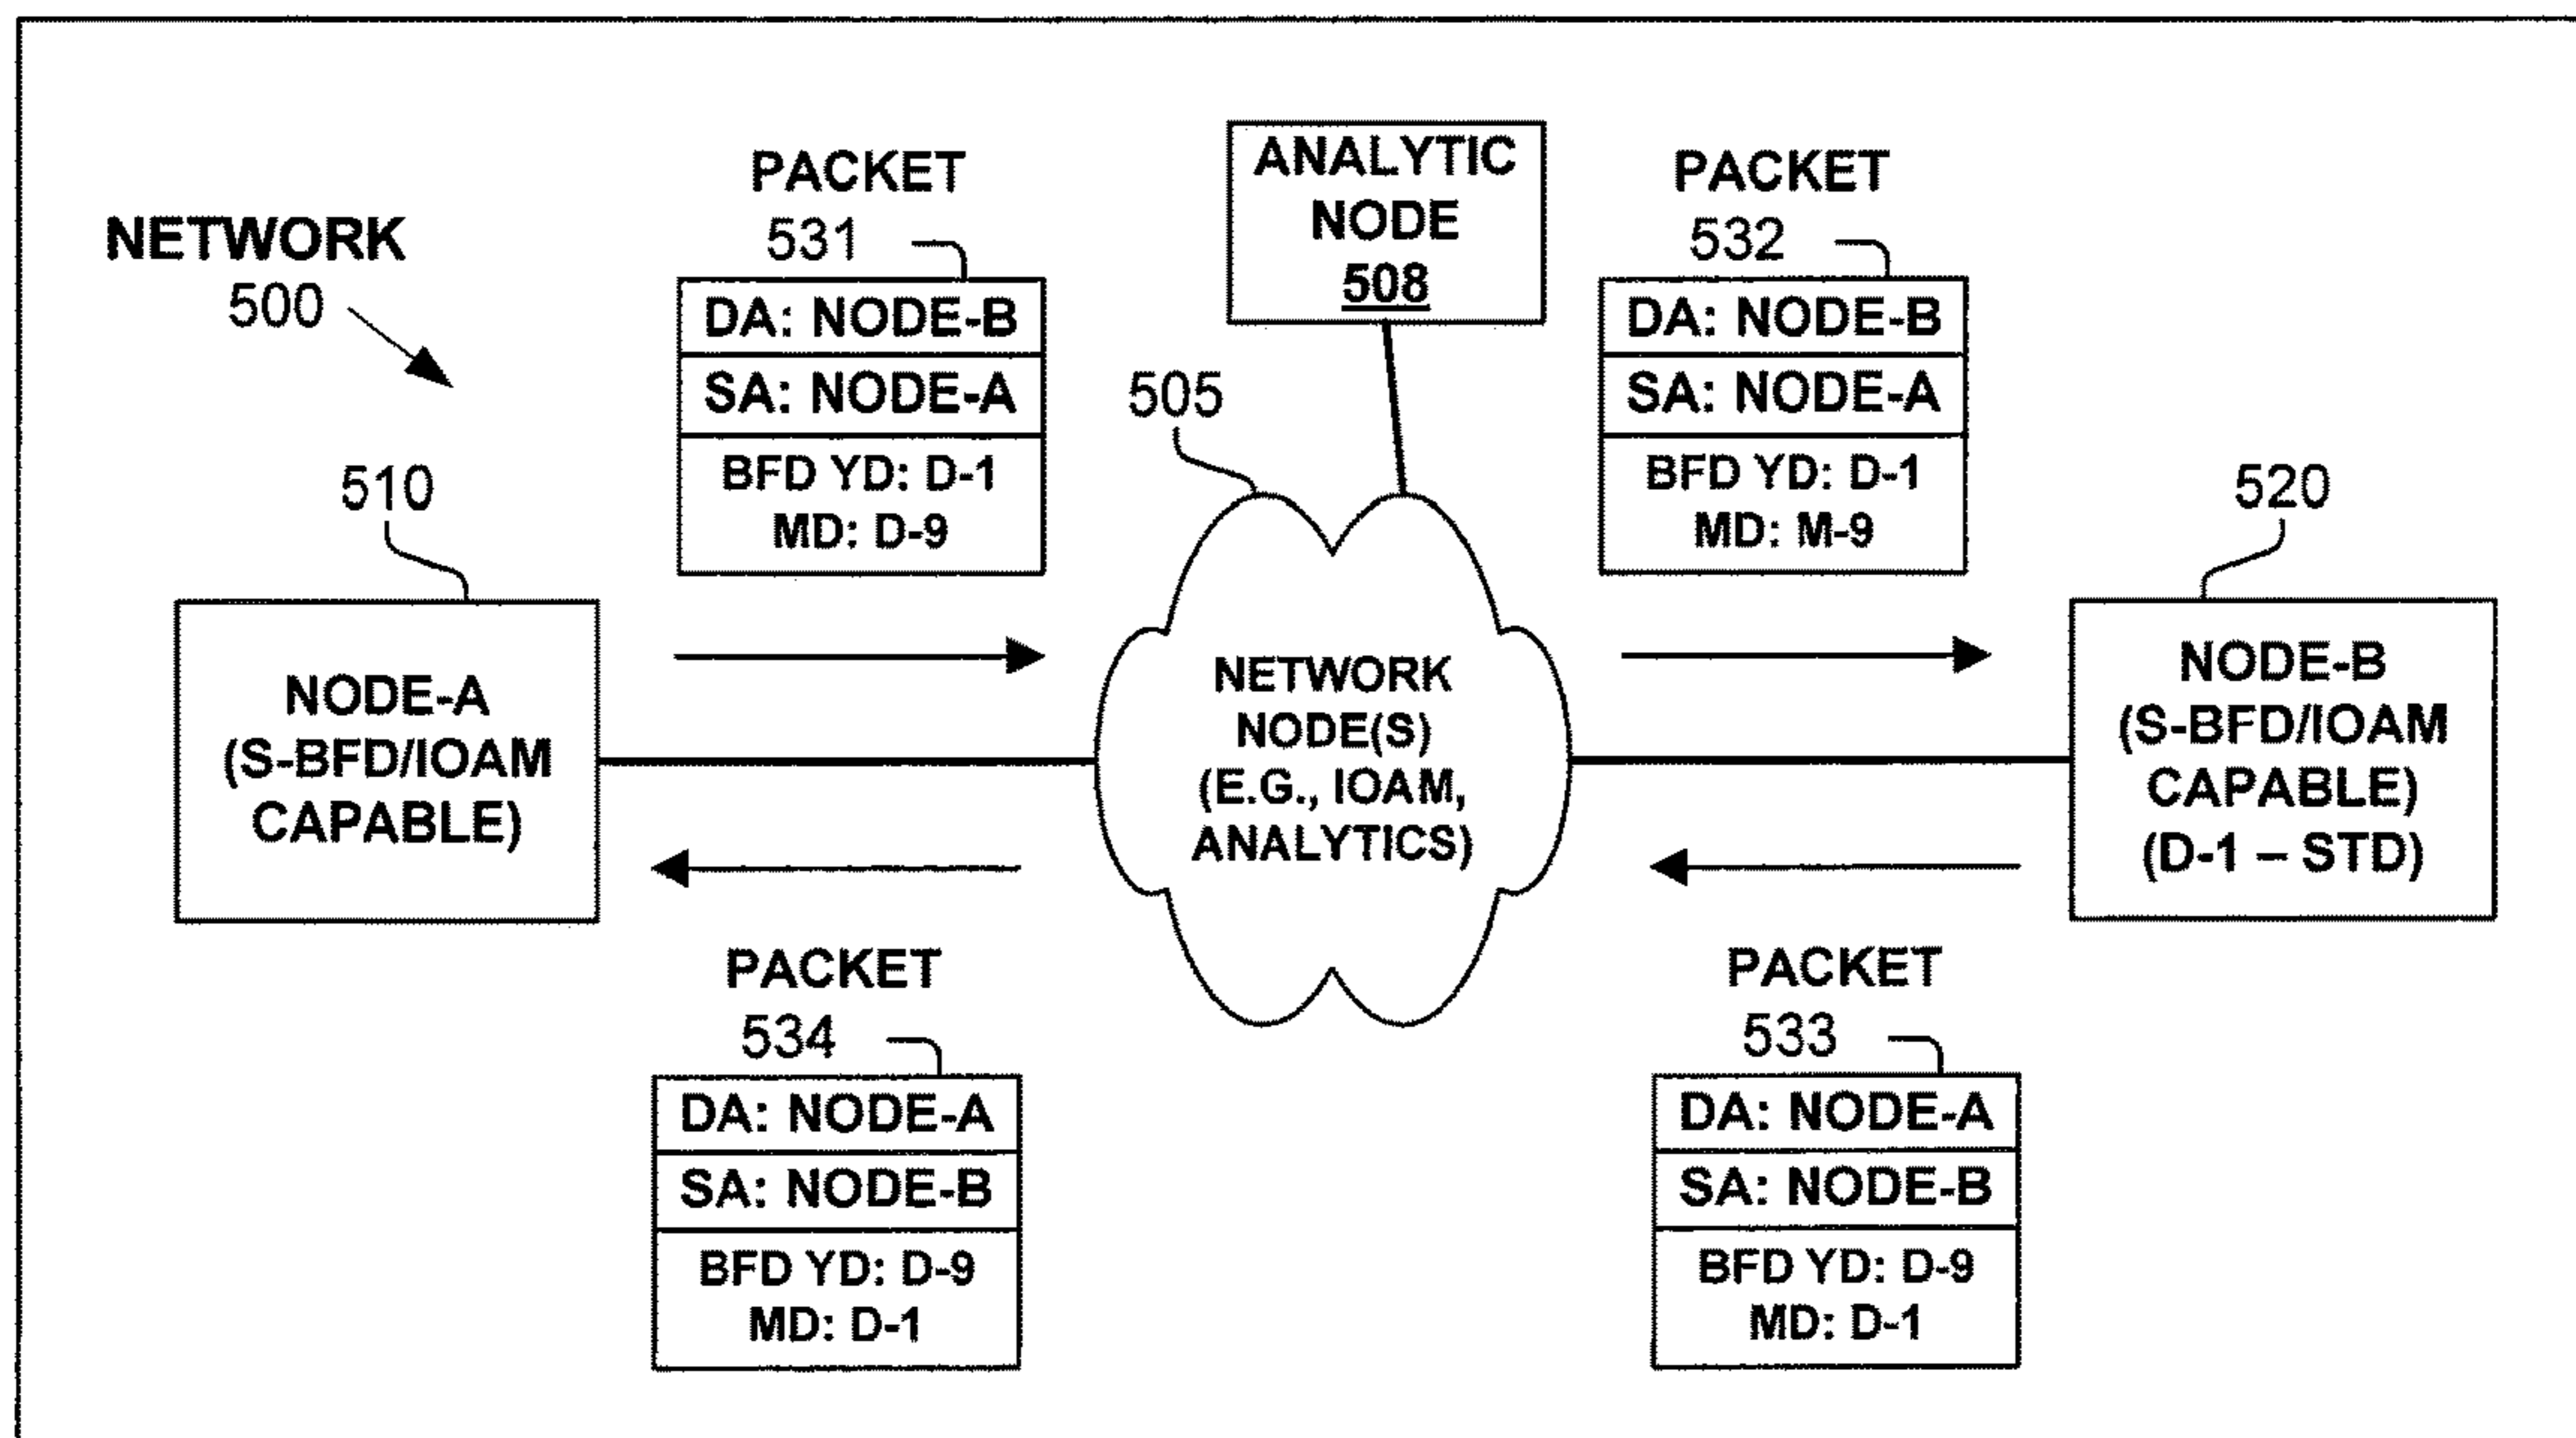 NETWORK
500
PACKET
531
DA: NODE-B
SA: NODE-A
BFD YD: D-1
MD: D-9
ANALYTIC
NODE
508
PACKET
532
DA: NODE-B
SA: NODE-A
BFD YD: D-1
MD: M-9
505
510
520
NODE-A
(S-BFD/IOAM
CAPABLE)
NETWORK
NODE(S)
(E.G., IOAM,
ANALYTICS)
NODE-B
(S-BFD/IOAM
CAPABLE)
(D-1 – STD)
PACKET
534
DA: NODE-A
SA: NODE-B
BFD YD: D-9
MD: D-1
PACKET
533
DA: NODE-A
SA: NODE-B
BFD YD: D-9
MD: D-1